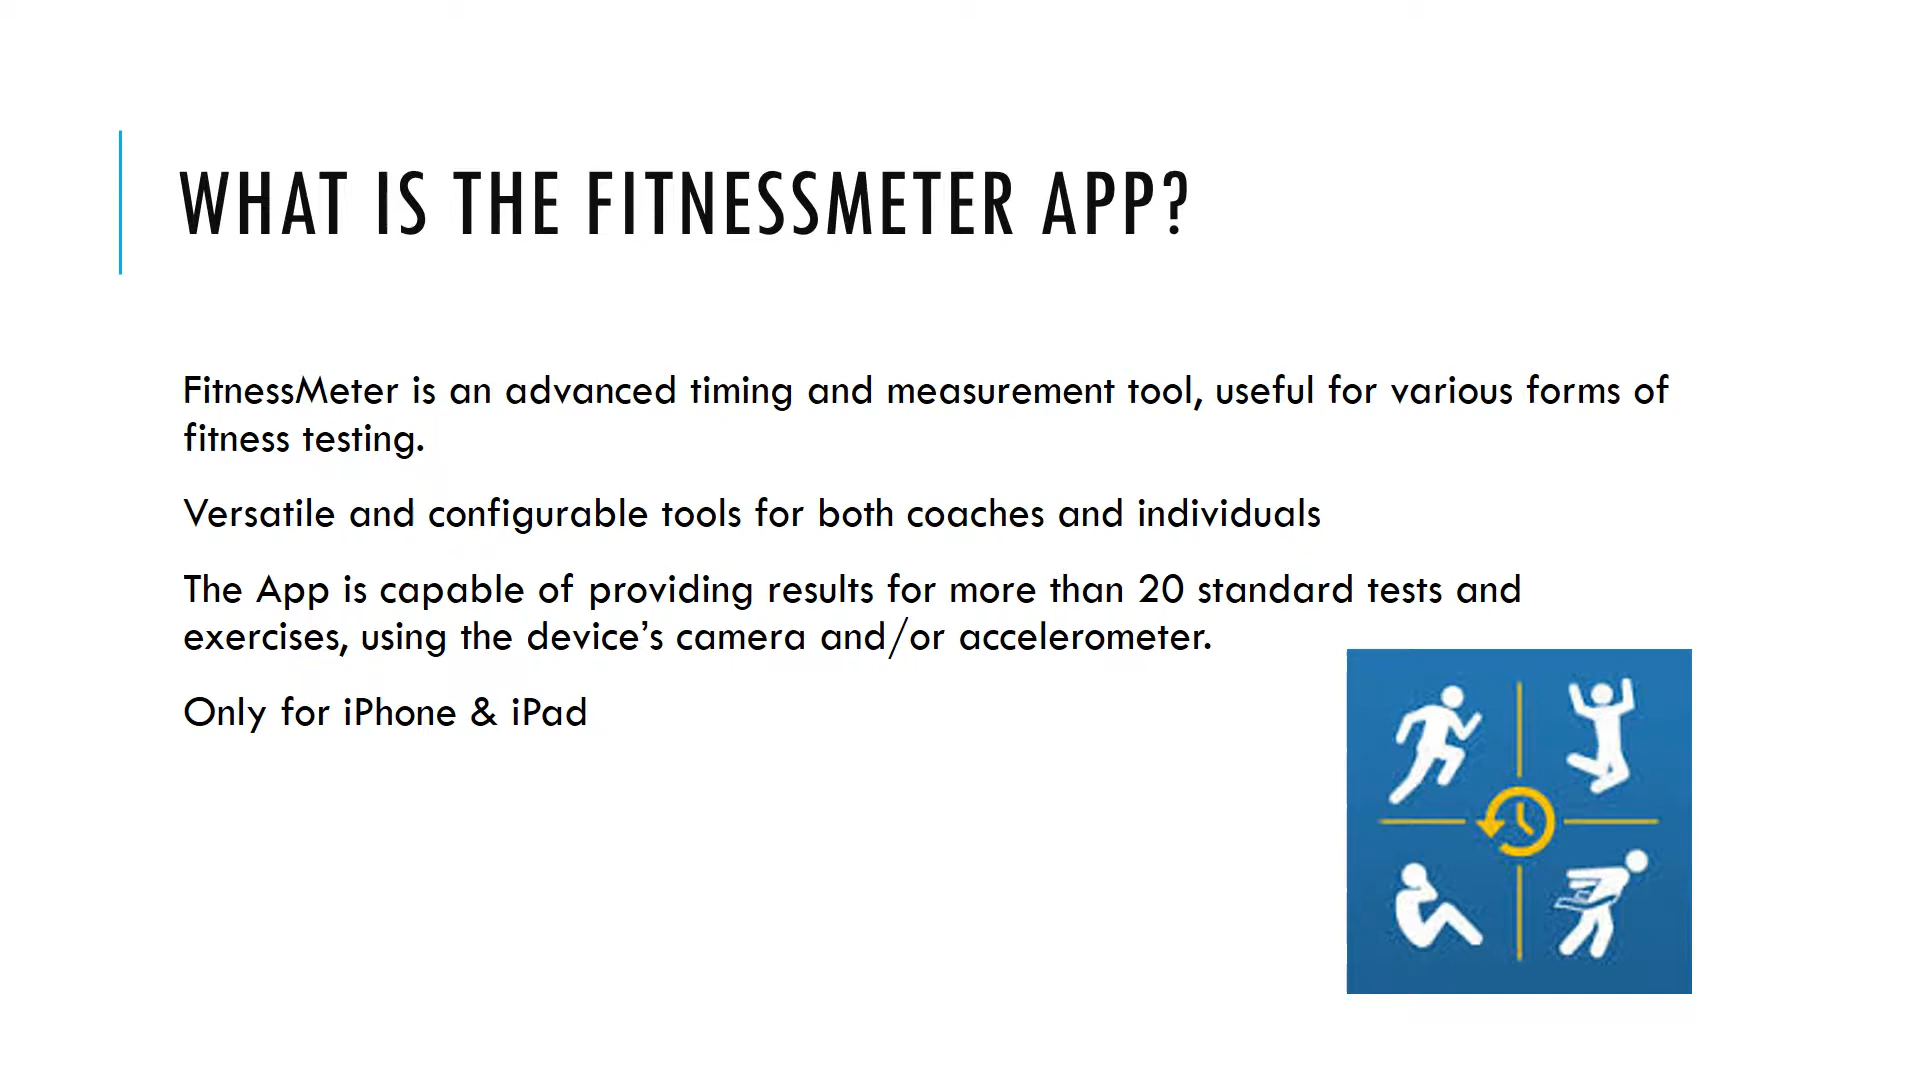 WHAT IS THE FITNESSMETER APP?
FitnessMeter is an advanced timing and measurement tool, useful for various forms of
fitness testing.
Versatile and configurable tools for both coaches and individuals
The App is capable of providing results for more than 20 standard tests and
exercises, using the device’s camera and/or accelerometer.
Only for iPhone & iPad